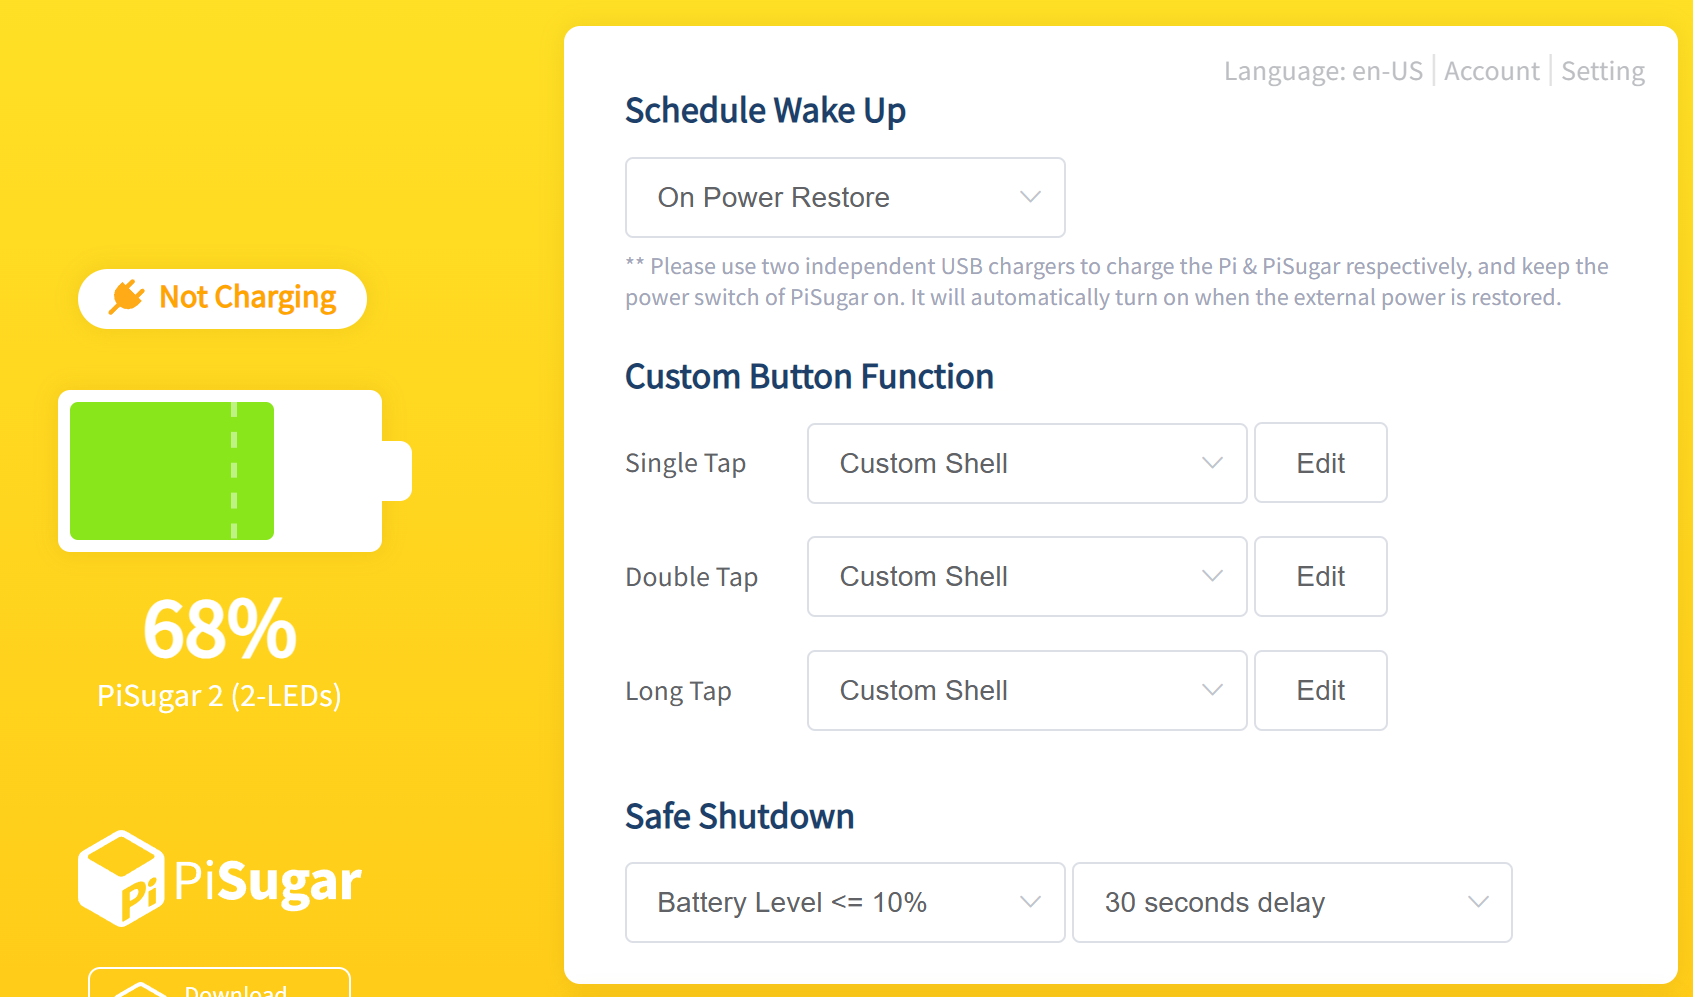 Language: en-US Account Setting
Schedule Wake Up
On Power Restore
** Please use two independent USB chargers to charge the Pi & PiSugar respectively, and keep the
power switch of PiSugar on. It will automatically turn on when the external power is restored.
Not Charging
68%
PiSugar 2 (2-LEDs)
Pi PiSugar
Download
Custom Button Function
Single Tap Custom Shell Edit
Double Tap Custom Shell Edit
Long Tap Custom Shell Edit
Safe Shutdown
Battery Level <= 10% 30 seconds delay